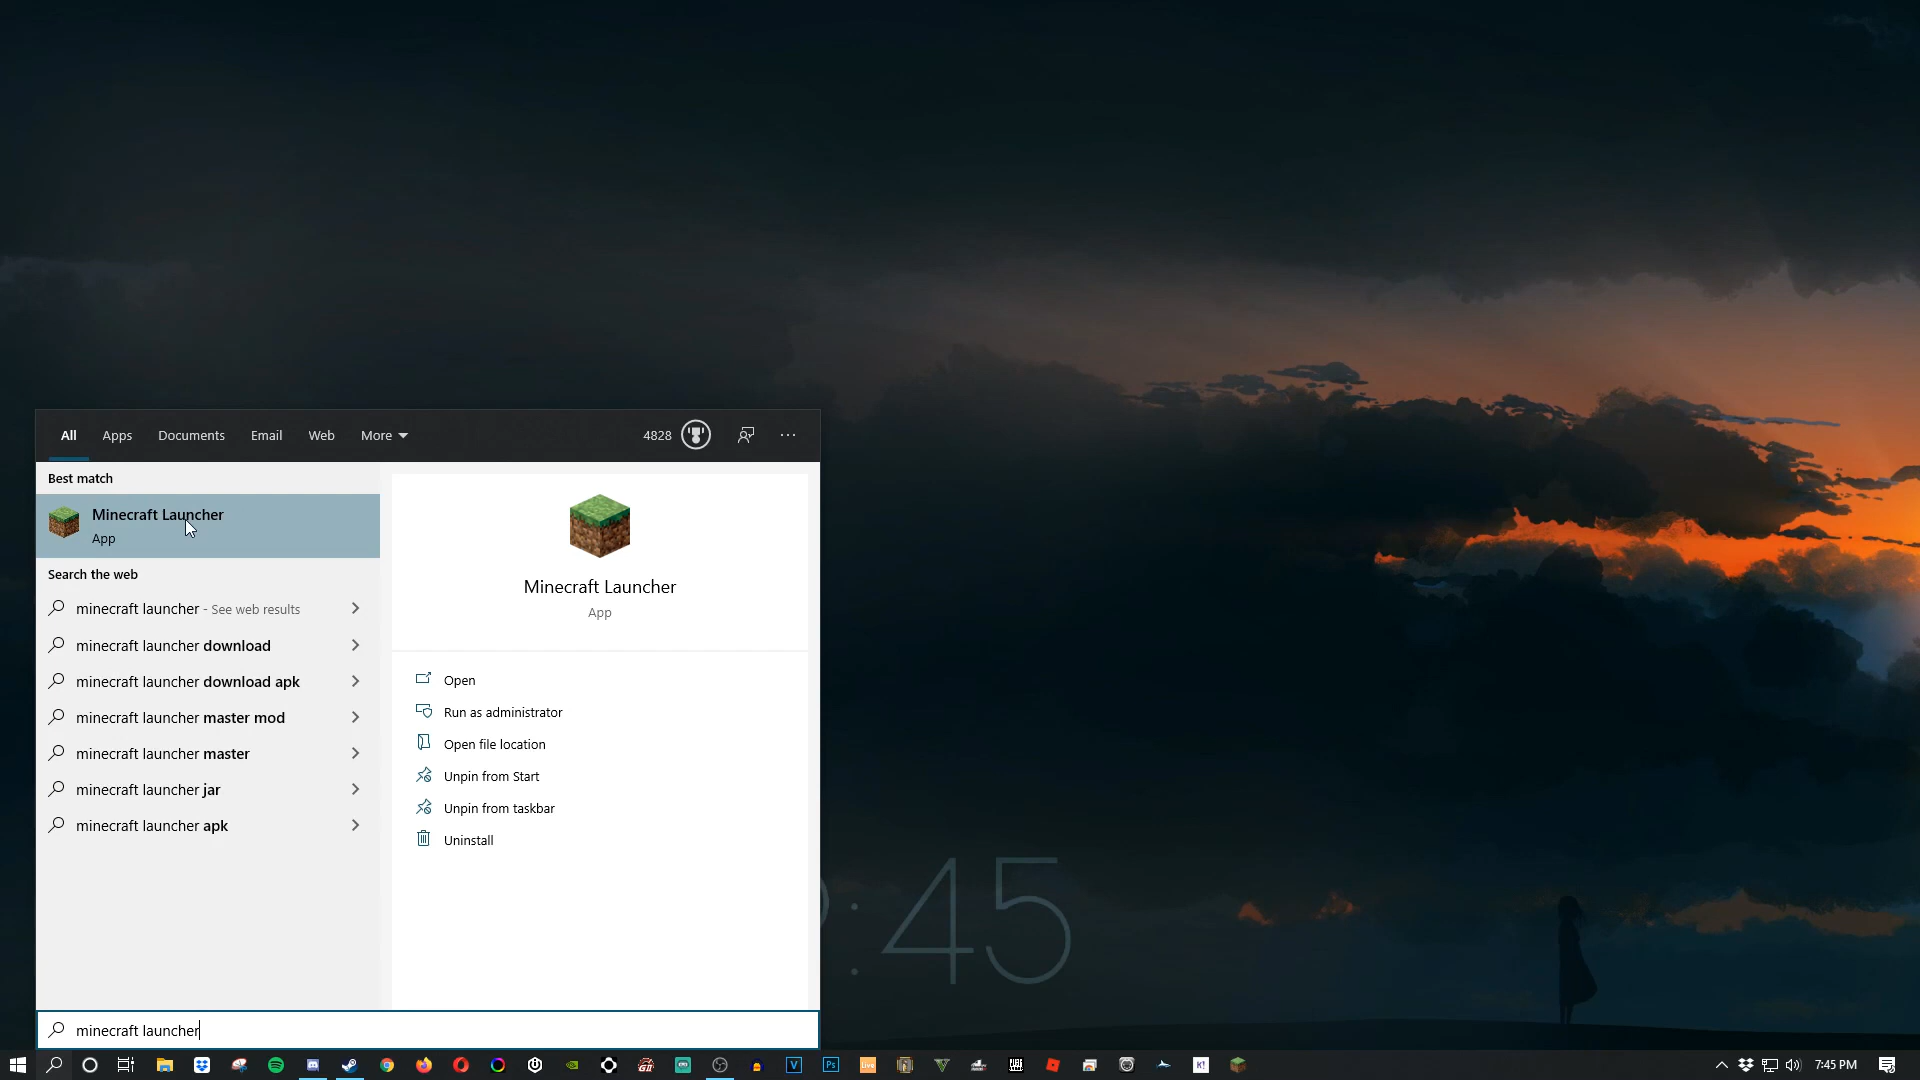 All
Apps
Documents
Email
Web
More
4828
Best match
Minecraft Launcher
App
Search the web
minecraft launcher - See web results
minecraft launcher download
minecraft launcher download apk
minecraft launcher master mod
minecraft launcher master
minecraft launcher jar
minecraft launcher apk
Minecraft Launcher
App
Open
Run as administrator
Open file location
Unpin from Start
Unpin from taskbar
Uninstall
:45
minecraft launcher
V
Ps
Live
K!
7:45 PM